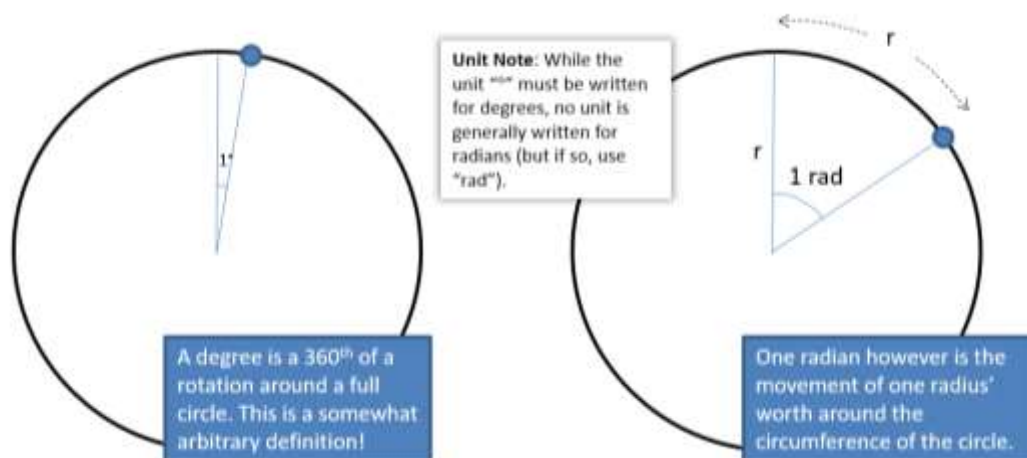 1°
Unit Note: While the
unit "°" must be written
for degrees, no unit is
generally written for
radians (but if so, use
"rad").
r
r
1 rad
A degree is a 360th of a
rotation around a full
circle. This is a somewhat
arbitrary definition!
One radian however is the
movement of one radius'
worth around the
circumference of the circle.